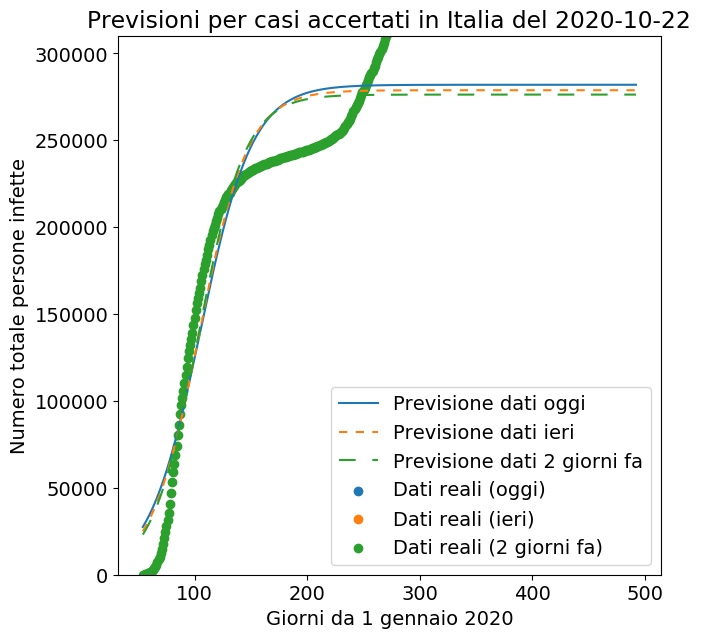 Previsioni per casi accertati in Italia del 2020-10-22
300000
250000
200000
150000
100000
50000
0
Numero totale persone infette
100
200
300
400
500
Giorni da 1 gennaio 2020
Previsione dati oggi
Previsione dati ieri
Previsione dati 2 giorni fa
Dati reali (oggi)
Dati reali (ieri)
Dati reali (2 giorni fa)